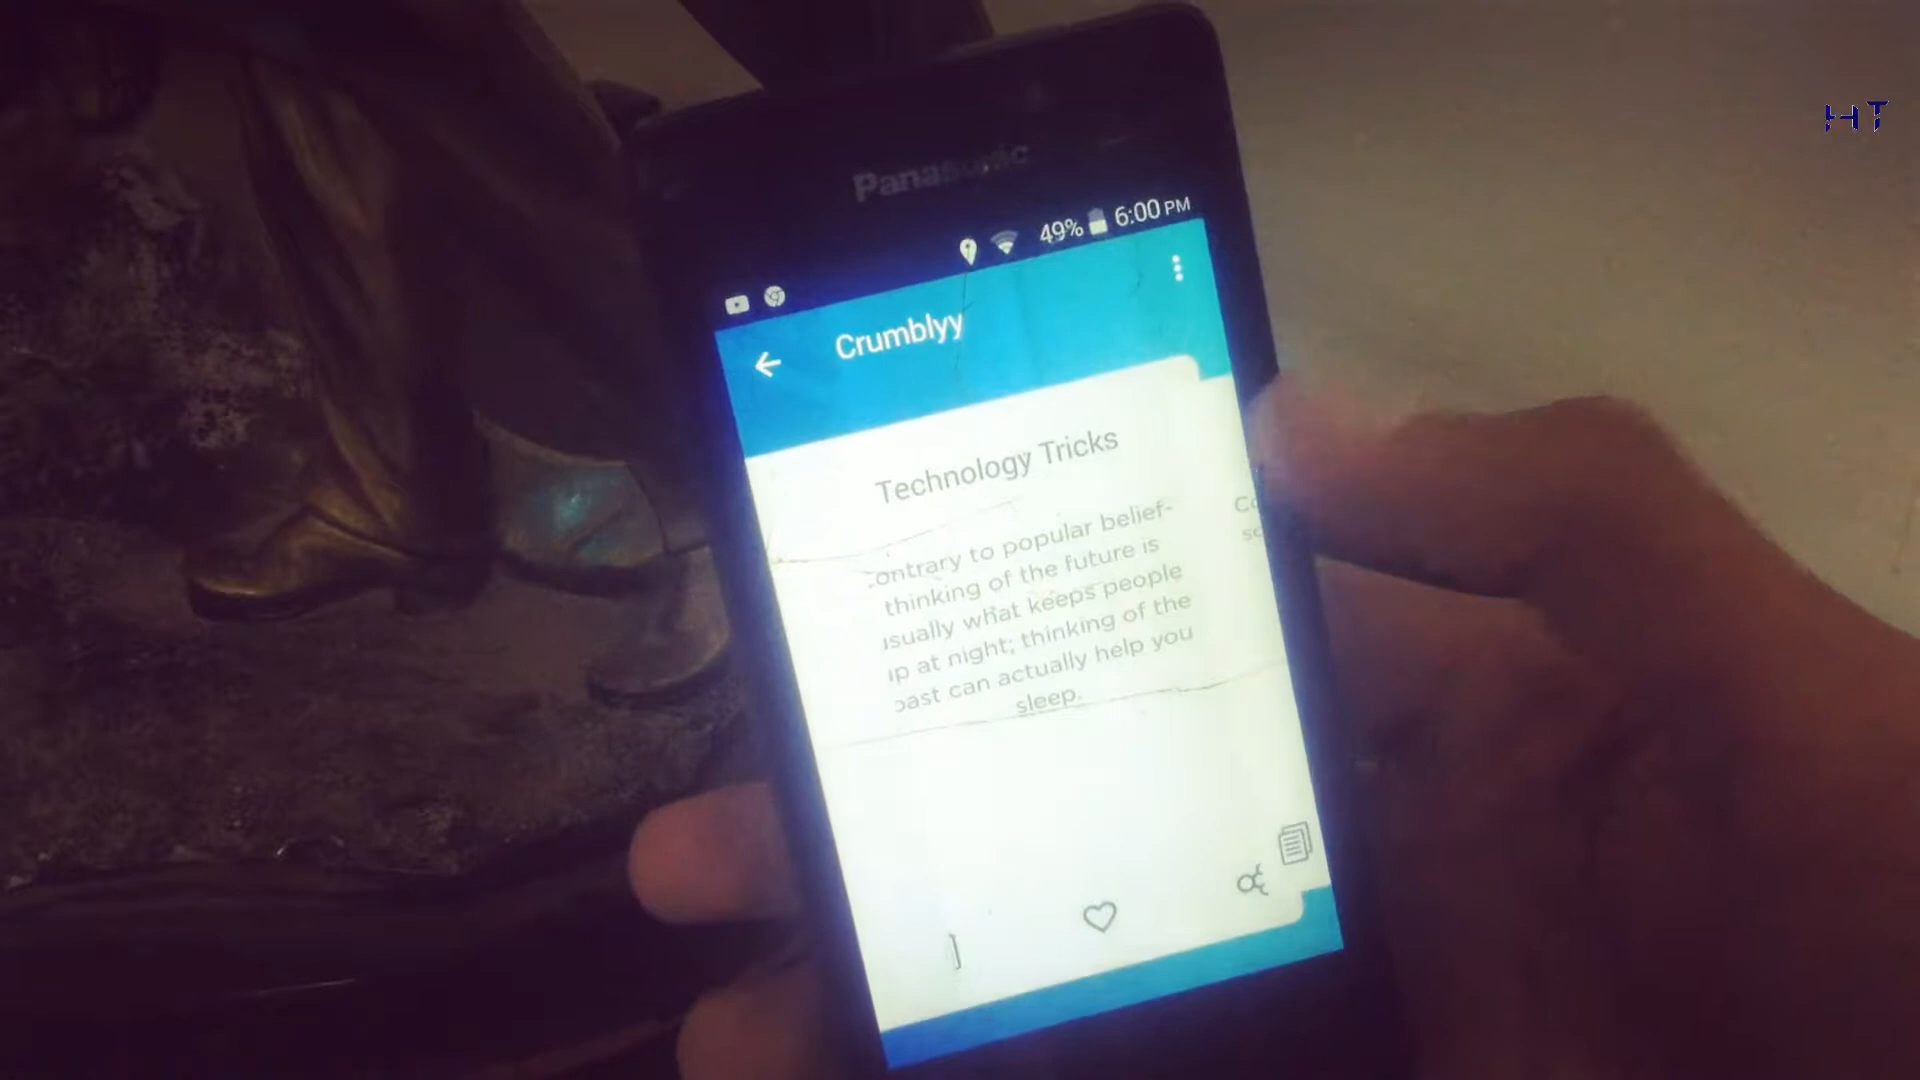 HT
Panasonic
49% 6:00 PM
Crumblyy
Technology Tricks
ontrary to popular belief-
thinking of the future is
usually what keeps people
up at night; thinking of the
past can actually help you
sleep.